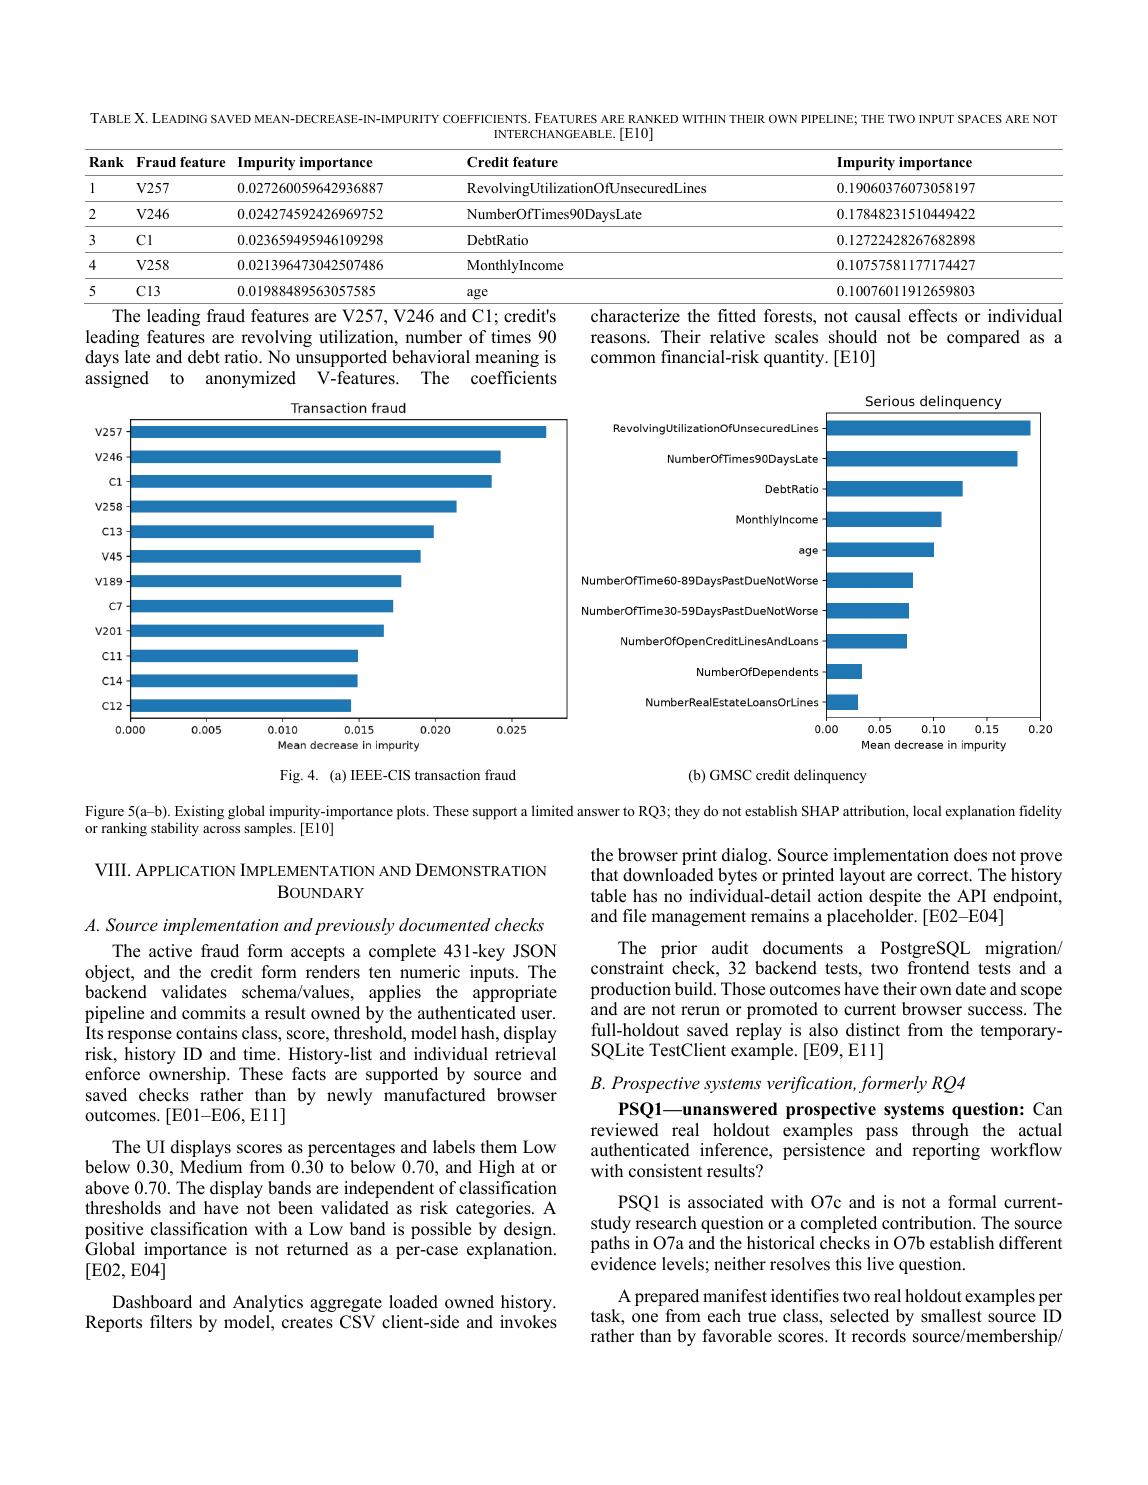 TABLE X. LEADING SAVED MEAN-DECREASE-IN-IMPURITY COEFFICIENTS. FEATURES ARE RANKED WITHIN THEIR OWN PIPELINE; THE TWO INPUT SPACES ARE NOT
INTERCHANGEABLE. [E10]
Rank Fraud feature Impurity importance Credit feature Impurity importance
1 V257 0.027260059642936887 RevolvingUtilizationOfUnsecuredLines 0.19060376073058197
2 V246 0.024274592426969752 NumberOfTimes90DaysLate 0.17848231510449422
3 C1 0.023659495946109298 DebtRatio 0.12722428267682898
4 V258 0.021396473042507486 MonthlyIncome 0.10757581177174427
5 C13 0.01988489563057585 age 0.10076011912659803
The leading fraud features are V257, V246 and C1; credit's
leading features are revolving utilization, number of times 90
days late and debt ratio. No unsupported behavioral meaning is
assigned to anonymized V-features. The coefficients
characterize the fitted forests, not causal effects or individual
reasons. Their relative scales should not be compared as a
common financial-risk quantity. [E10]
Transaction fraud
V257
V246
C1
V258
C13
V45
V189
C7
V201
C11
C14
C12
0.000 0.005 0.010 0.015 0.020 0.025
Mean decrease in impurity
Serious delinquency
RevolvingUtilizationOfUnsecuredLines
NumberOfTimes90DaysLate
DebtRatio
MonthlyIncome
age
NumberOfTime60-89DaysPastDueNotWorse
NumberOfTime30-59DaysPastDueNotWorse
NumberOfOpenCreditLinesAndLoans
NumberOfDependents
NumberRealEstateLoansOrLines
0.00 0.05 0.10 0.15 0.20
Mean decrease in impurity
Fig. 4. (a) IEEE-CIS transaction fraud
(b) GMSC credit delinquency
Figure 5(a–b). Existing global impurity-importance plots. These support a limited answer to RQ3; they do not establish SHAP attribution, local explanation fidelity
or ranking stability across samples. [E10]
VIII. APPLICATION IMPLEMENTATION AND DEMONSTRATION
BOUNDARY
A. Source implementation and previously documented checks
The active fraud form accepts a complete 431-key JSON
object, and the credit form renders ten numeric inputs. The
backend validates schema/values, applies the appropriate
pipeline and commits a result owned by the authenticated user.
Its response contains class, score, threshold, model hash, display
risk, history ID and time. History-list and individual retrieval
enforce ownership. These facts are supported by source and
saved checks rather than by newly manufactured browser
outcomes. [E01–E06, E11]
The UI displays scores as percentages and labels them Low
below 0.30, Medium from 0.30 to below 0.70, and High at or
above 0.70. The display bands are independent of classification
thresholds and have not been validated as risk categories. A
positive classification with a Low band is possible by design.
Global importance is not returned as a per-case explanation.
[E02, E04]
Dashboard and Analytics aggregate loaded owned history.
Reports filters by model, creates CSV client-side and invokes
the browser print dialog. Source implementation does not prove
that downloaded bytes or printed layout are correct. The history
table has no individual-detail action despite the API endpoint,
and file management remains a placeholder. [E02–E04]
The prior audit documents a PostgreSQL migration/
constraint check, 32 backend tests, two frontend tests and a
production build. Those outcomes have their own date and scope
and are not rerun or promoted to current browser success. The
full-holdout saved replay is also distinct from the temporary-
SQLite TestClient example. [E09, E11]
B. Prospective systems verification, formerly RQ4
PSQ1—unanswered prospective systems question: Can
reviewed real holdout examples pass through the actual
authenticated inference, persistence and reporting workflow
with consistent results?
PSQ1 is associated with O7c and is not a formal current-
study research question or a completed contribution. The source
paths in O7a and the historical checks in O7b establish different
evidence levels; neither resolves this live question.
A prepared manifest identifies two real holdout examples per
task, one from each true class, selected by smallest source ID
rather than by favorable scores. It records source/membership/